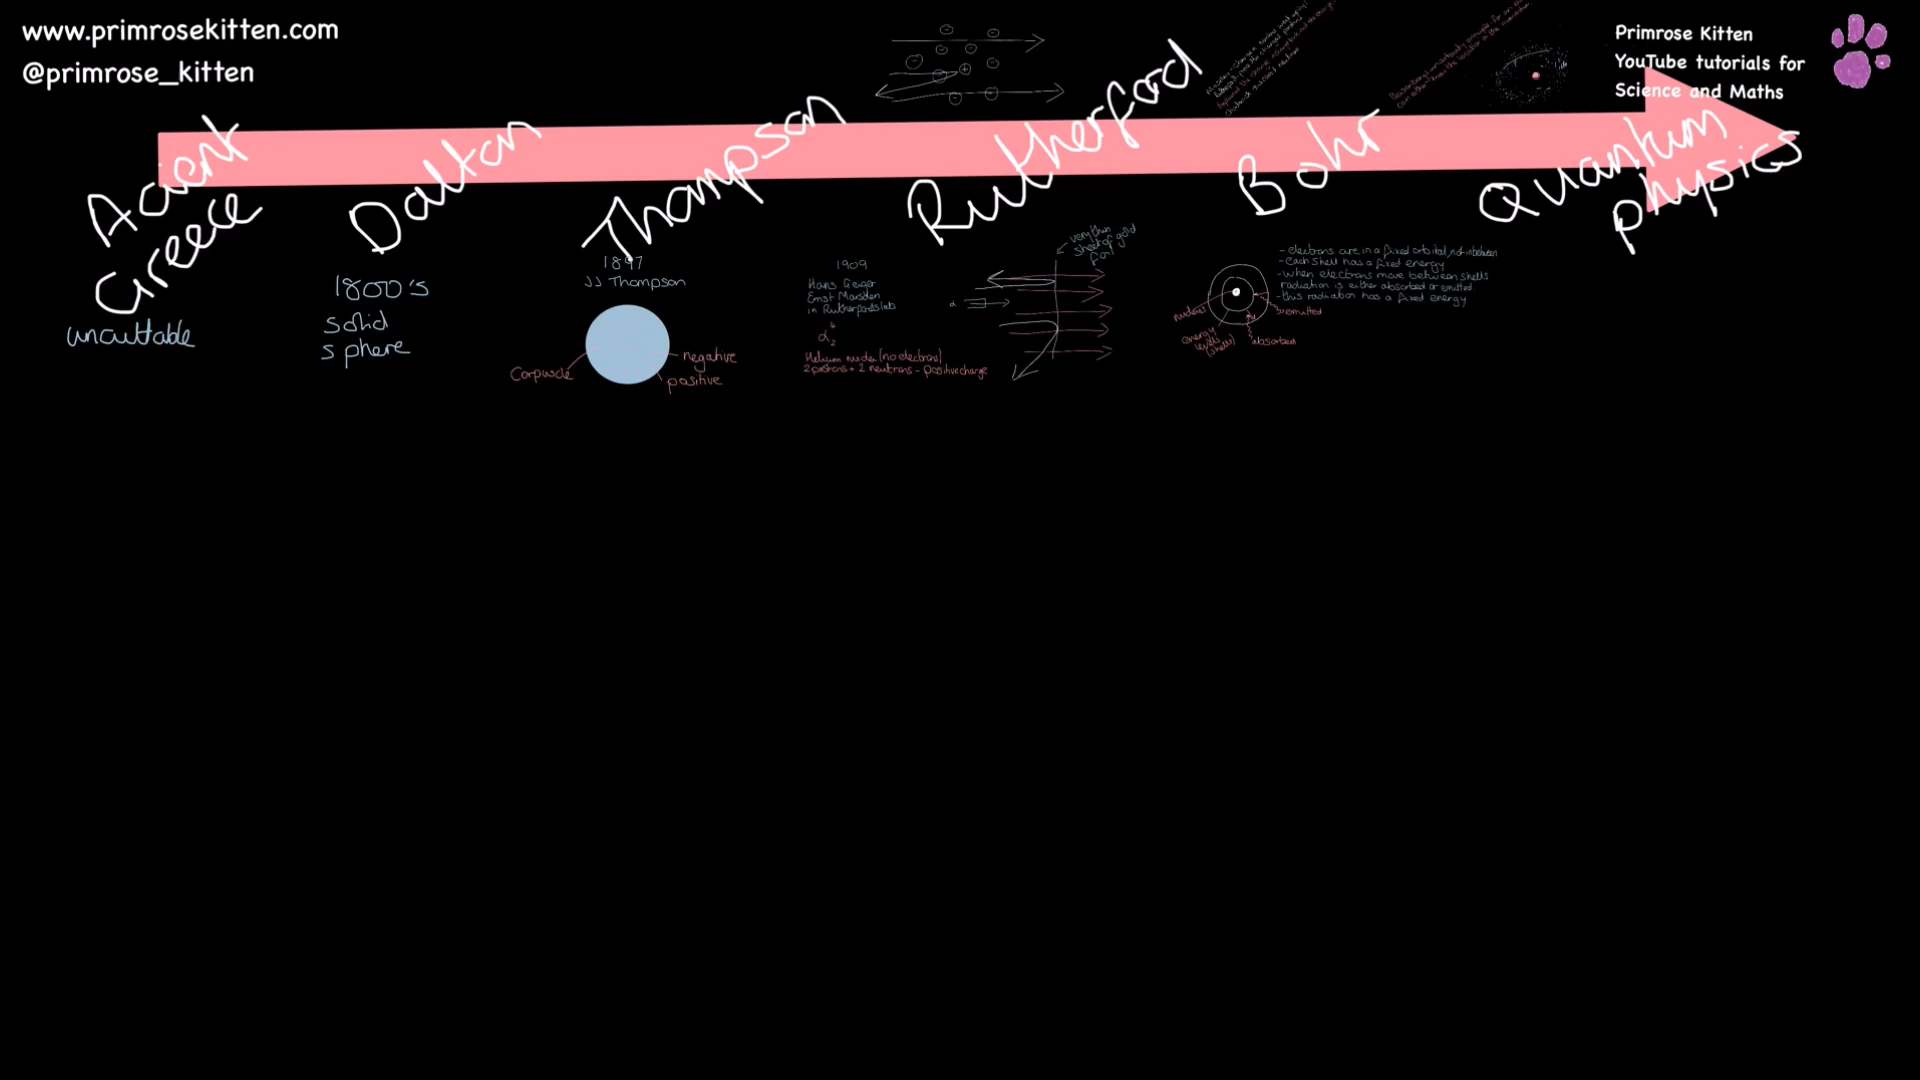 www.primrosekitten.com
@primrose_kitten
Primrose Kitten
YouTube tutorials for
Science and Maths
Acient
Greece
uncuttable
Dalton
1800's
solid
sphere
Thompson
1897
JJ Thompson
Corpuscle
negative
positive
Rutherford
1909
Hans Geiger
Ernst Marsden
in Rutherfords lab
α
Helium nuclei (no electrons)
2 protons + 2 neutrons - positive charge
very thin
sheet of gold
foil
α
Bohr
- electrons are in a fixed orbital, not inbetween
- Each shell has a fixed energy
- when electrons move between shells
radiation is either absorbed or emitted
- this radiation has a fixed energy
nucleus
energy
levels
(shells)
emitted
absorbed
Quantum
physics